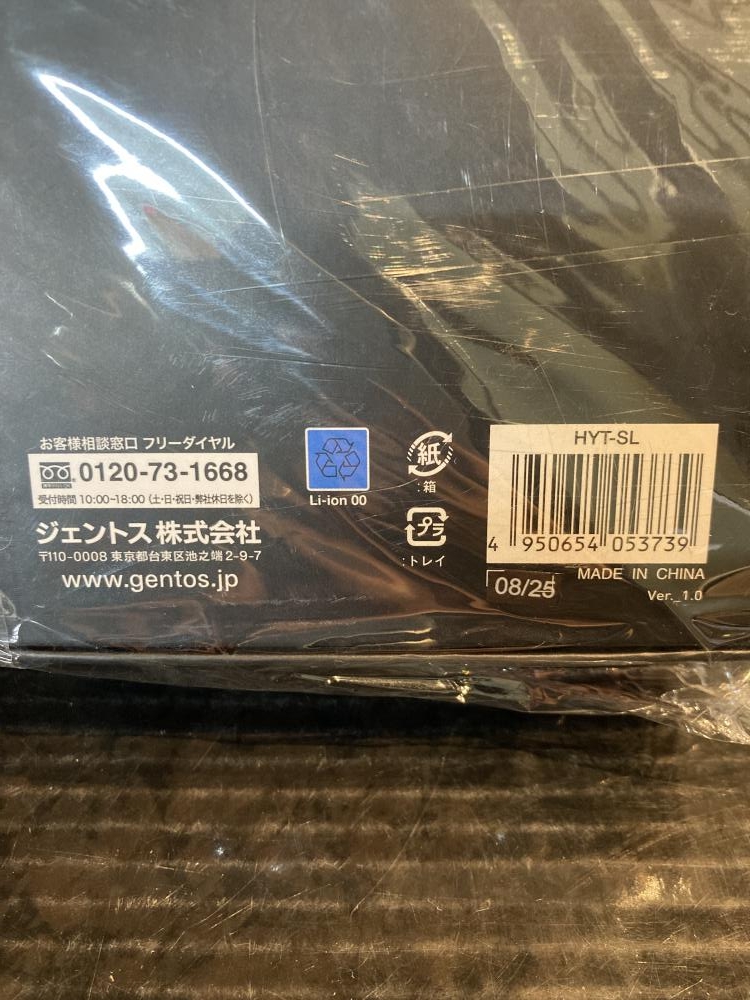 お客様相談窓口 フリーダイヤル
0120-73-1668
受付時間 10:00~18:00 (土・日・祝日・弊社休日を除く)
ジェントス株式会社
〒110-0008 東京都台東区池之端 2-9-7
www.gentos.jp
Li-ion 00
紙
:箱
プラ
:トレイ
HYT-SL
4 950654 053739
08/25
MADE IN CHINA
Ver._1.0